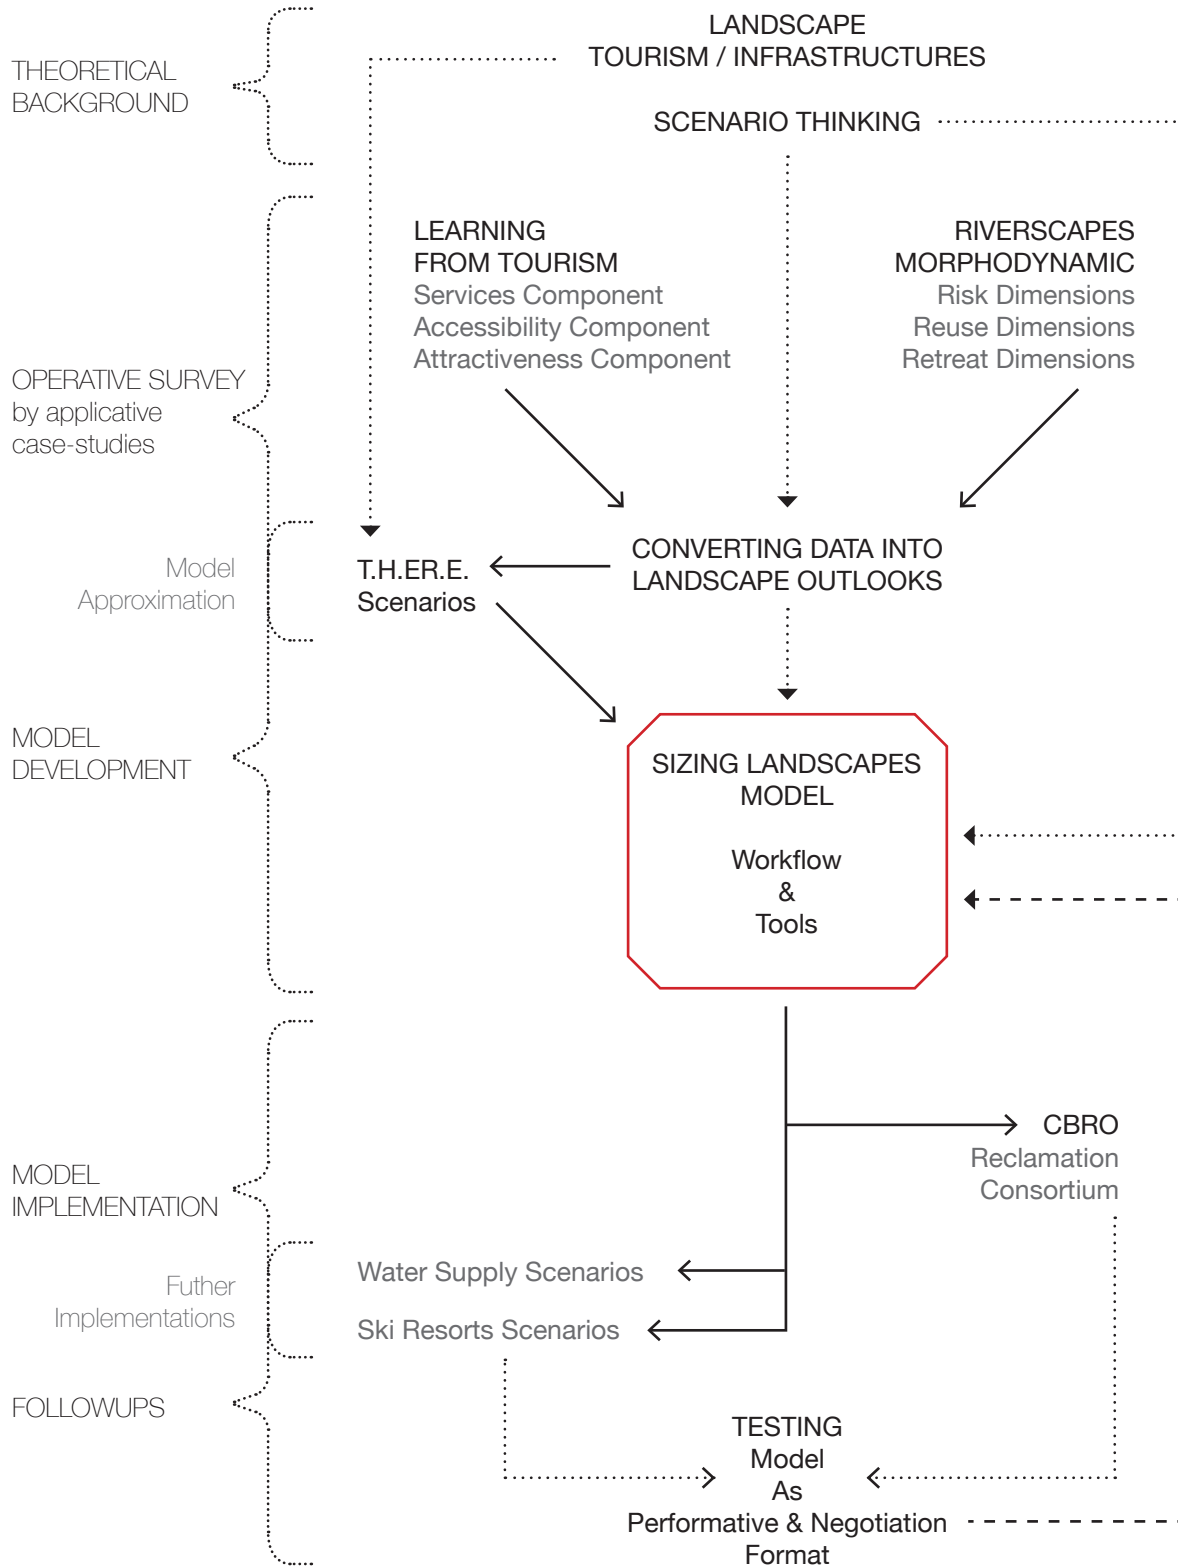 LANDSCAPE
TOURISM / INFRASTRUCTURES
THEORETICAL
BACKGROUND
SCENARIO THINKING
LEARNING
FROM TOURISM
Services Component
Accessibility Component
Attractiveness Component
RIVERSCAPES
MORPHODYNAMIC
Risk Dimensions
Reuse Dimensions
Retreat Dimensions
OPERATIVE SURVEY
by applicative
case-studies
Model
Approximation
T.H.ER.E.
Scenarios
CONVERTING DATA INTO
LANDSCAPE OUTLOOKS
MODEL
DEVELOPMENT
SIZING LANDSCAPES
MODEL
Workflow
&
Tools
CBRO
Reclamation
Consortium
MODEL
IMPLEMENTATION
Futher
Implementations
Water Supply Scenarios
Ski Resorts Scenarios
FOLLOWUPS
TESTING
Model
As
Performative & Negotiation
Format